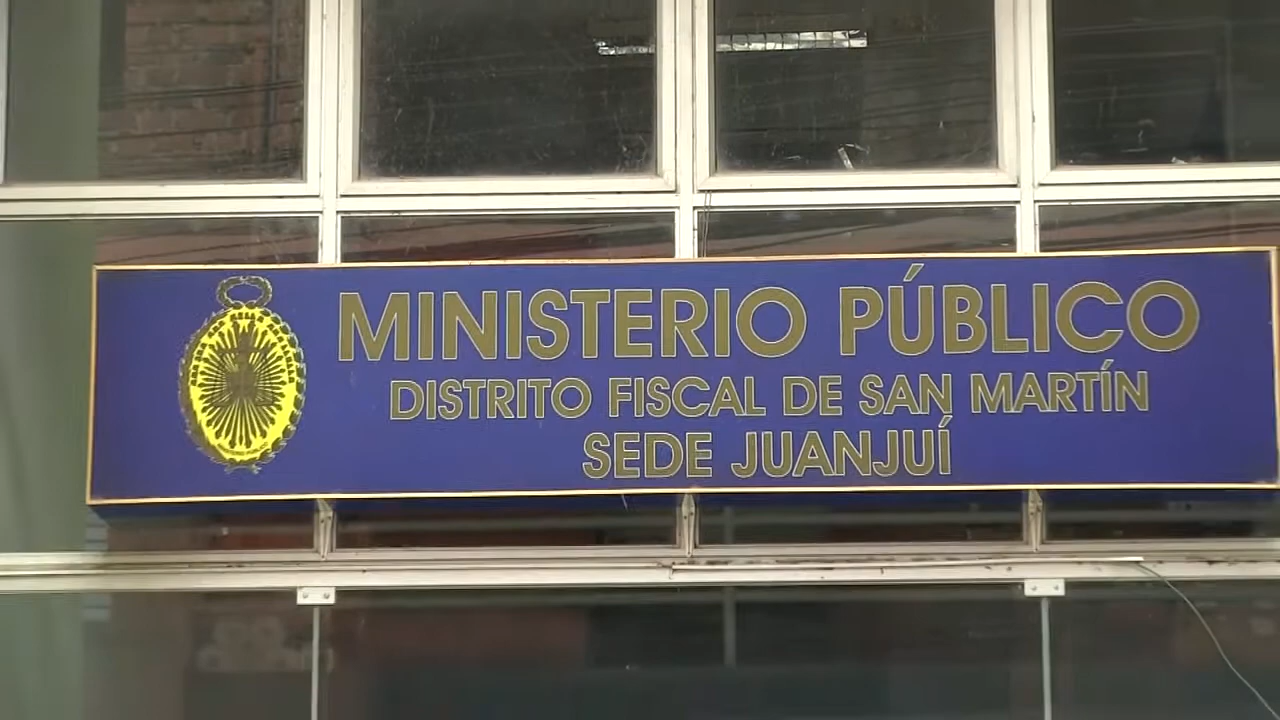 MINISTERIO PÚBLICO
DISTRITO FISCAL DE SAN MARTÍN
SEDE JUANJUÍ